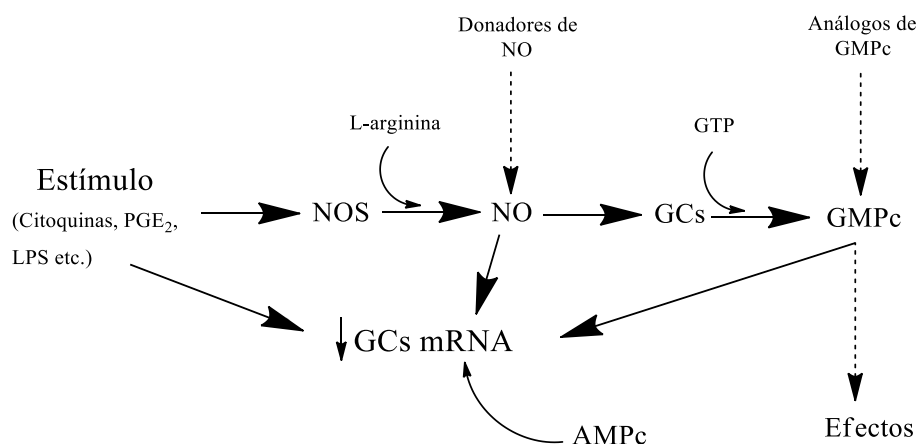 Donadores de
NO
Análogos de
GMPc
L-arginina
GTP
Estímulo
(Citoquinas, PGE₂,
LPS etc.)
NOS
NO
GCs
GMPc
GCs mRNA
AMPc
Efectos